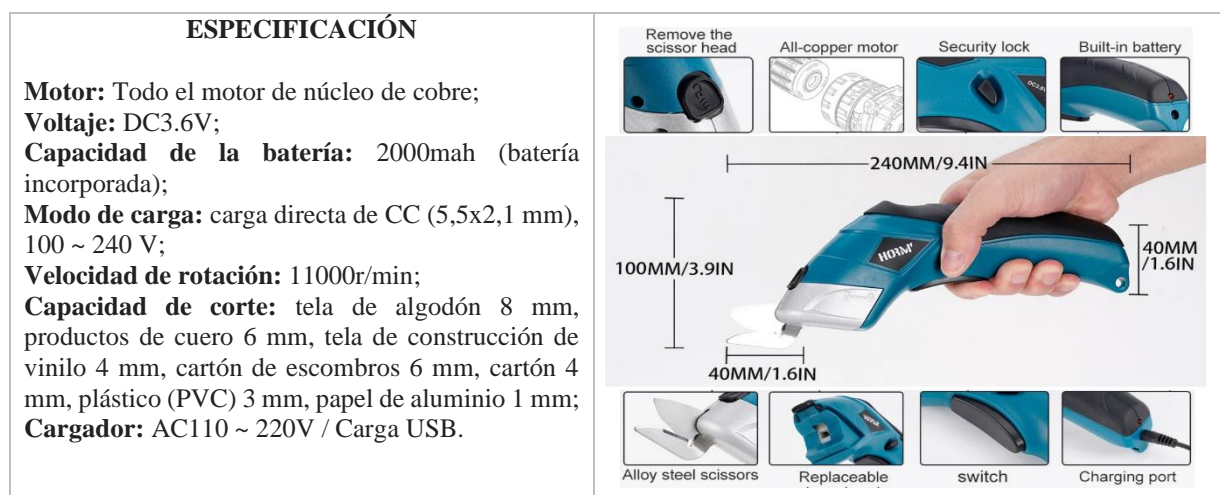 ESPECIFICACIÓN
Motor: Todo el motor de núcleo de cobre;
Voltaje: DC3.6V;
Capacidad de la batería: 2000mah (batería
incorporada);
Modo de carga: carga directa de CC (5,5x2,1 mm),
100 ~ 240 V;
Velocidad de rotación: 11000r/min;
Capacidad de corte: tela de algodón 8 mm,
productos de cuero 6 mm, tela de construcción de
vinilo 4 mm, cartón de escombros 6 mm, cartón 4
mm, plástico (PVC) 3 mm, papel de aluminio 1 mm;
Cargador: AC110 ~ 220V / Carga USB.
Remove the
scissor head
All-copper motor
Security lock
Built-in battery
DC3.6V
240MM/9.4IN
HORM
100MM/3.9IN
40MM
/1.6IN
40MM/1.6IN
Alloy steel scissors
Replaceable
switch
Charging port